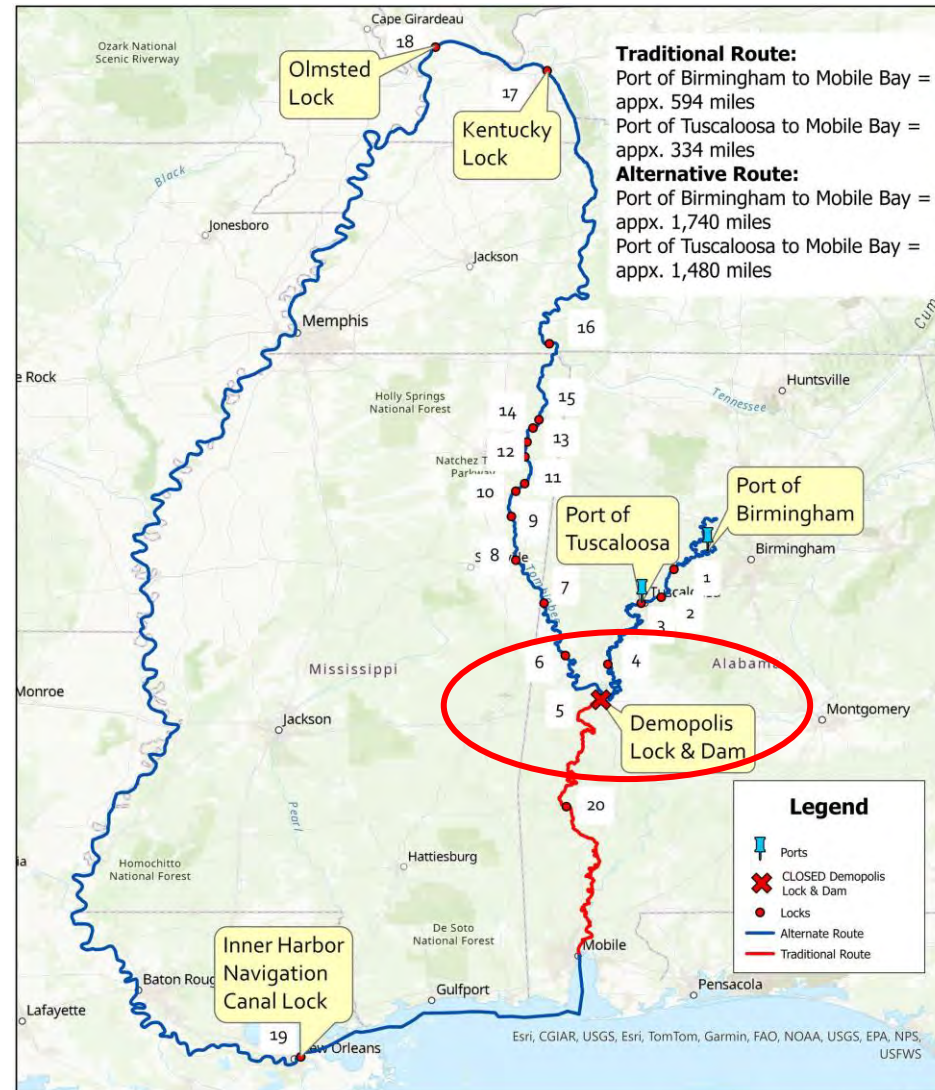 Cape Girardeau
18
Ozark National
Scenic Riverway
Olmsted
Lock
17
Kentucky
Lock
Traditional Route:
Port of Birmingham to Mobile Bay =
appx. 594 miles
Port of Tuscaloosa to Mobile Bay =
appx. 334 miles
Alternative Route:
Port of Birmingham to Mobile Bay =
appx. 1,740 miles
Port of Tuscaloosa to Mobile Bay =
appx. 1,480 miles
Black
Jonesboro
Jackson
Memphis
16
Cum
e Rock
Huntsville
Tennessee
Holly Springs
National Forest
15
14
13
12
Natchez T
Parkway
11
10
9
Port of
Tuscaloosa
Port of
Birmingham
Birmingham
8
7
1
2
3
6
4
Mississippi
Alabama
Monroe
5
Jackson
Demopolis
Lock & Dam
Montgomery
20
Pearl
Hattiesburg
Homochitto
National Forest
De Soto
National Forest
Legend
Ports
CLOSED Demopolis
Lock & Dam
Locks
Alternate Route
Traditional Route
Inner Harbor
Navigation
Canal Lock
Mobile
Baton Roug
Gulfport
Pensacola
Lafayette
19
ew Orleans
Esri, CGIAR, USGS, Esri, TomTom, Garmin, FAO, NOAA, USGS, EPA, NPS,
USFWS